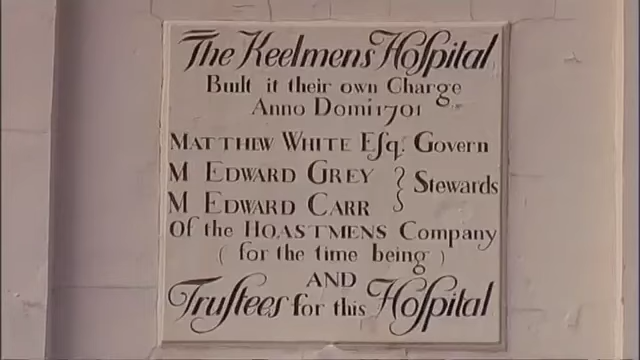 The Keelmens Hoſpital
Built it their own Charge
Anno Domi 1701
MATTHEW WHITE Eſq. Govern
M EDWARD GREY
M EDWARD CARR
Stewards
Of the HOASTMENS Company
( for the time being )
AND
Truſtees for this Hoſpital